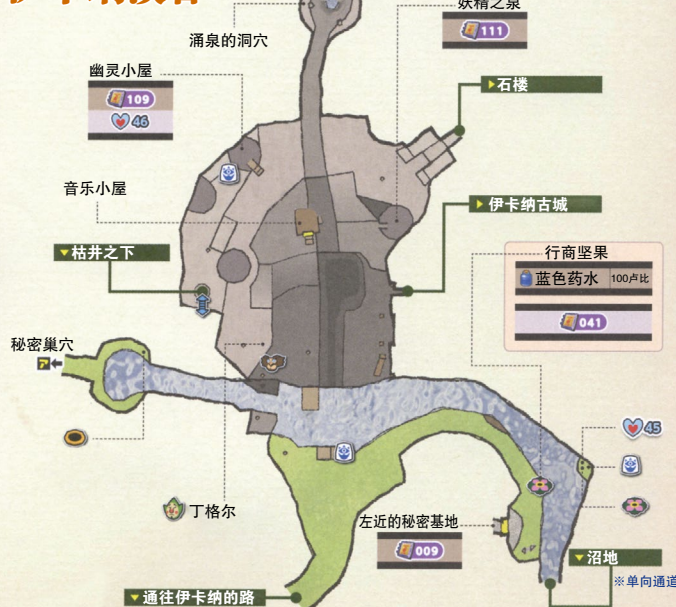 妖精之泉
111
涌泉的洞穴
幽灵小屋
109
46
石楼
音乐小屋
伊卡纳古城
枯井之下
行商坚果
蓝色药水 100卢比
041
秘密巢穴
45
丁格尔
左近的秘密基地
009
沼地
※单向通道
通往伊卡纳的路